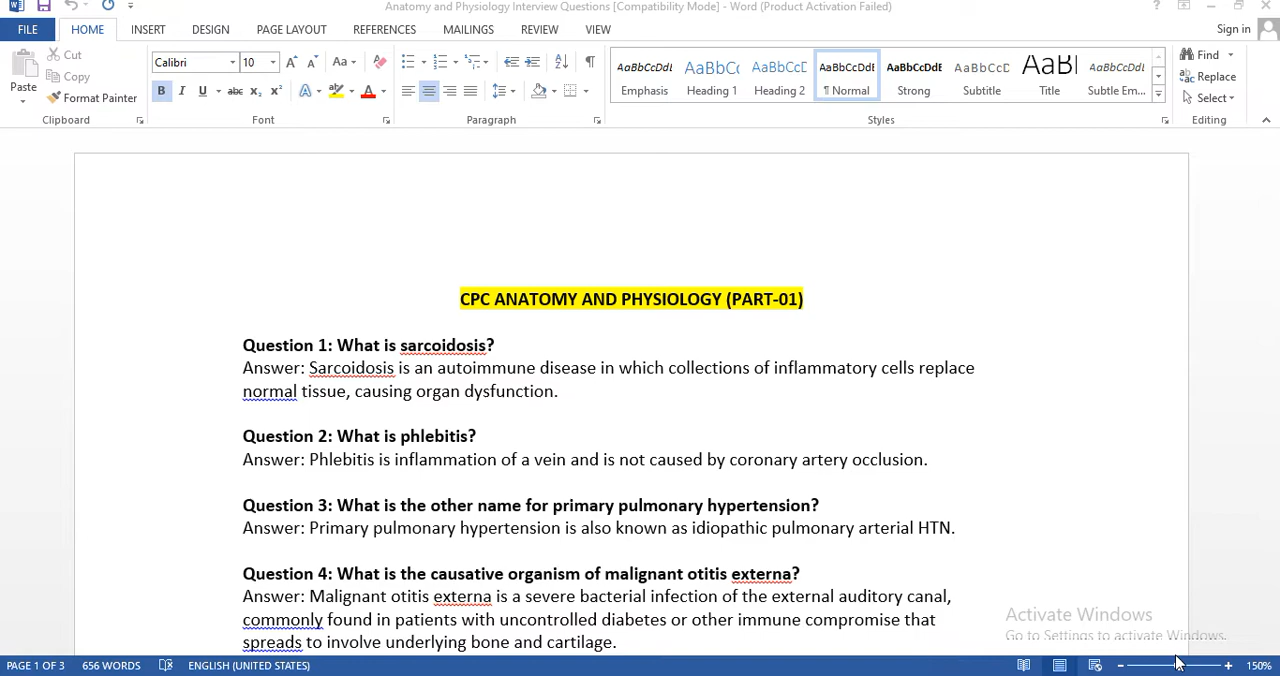 Anatomy and Physiology Interview Questions [Compatibility Mode] - Word (Product Activation Failed)
FILE HOME INSERT DESIGN PAGE LAYOUT REFERENCES MAILINGS REVIEW VIEW Sign in
Paste Cut Copy Format Painter
Calibri 10
AaBbCcDdI AaBbCc AaBbCcD AaBbCcDdE AaBbCcDdE AaBbCcD AaBl AaBbCcDdI
Emphasis Heading 1 Heading 2 ¶ Normal Strong Subtitle Title Subtle Em...
Find Replace Select
Clipboard Font Paragraph Styles Editing
CPC ANATOMY AND PHYSIOLOGY (PART-01)
Question 1: What is sarcoidosis?
Answer: Sarcoidosis is an autoimmune disease in which collections of inflammatory cells replace
normal tissue, causing organ dysfunction.
Question 2: What is phlebitis?
Answer: Phlebitis is inflammation of a vein and is not caused by coronary artery occlusion.
Question 3: What is the other name for primary pulmonary hypertension?
Answer: Primary pulmonary hypertension is also known as idiopathic pulmonary arterial HTN.
Question 4: What is the causative organism of malignant otitis externa?
Answer: Malignant otitis externa is a severe bacterial infection of the external auditory canal,
commonly found in patients with uncontrolled diabetes or other immune compromise that
spreads to involve underlying bone and cartilage.
Activate Windows
Go to Settings to activate Windows.
PAGE 1 OF 3 656 WORDS ENGLISH (UNITED STATES) 150%